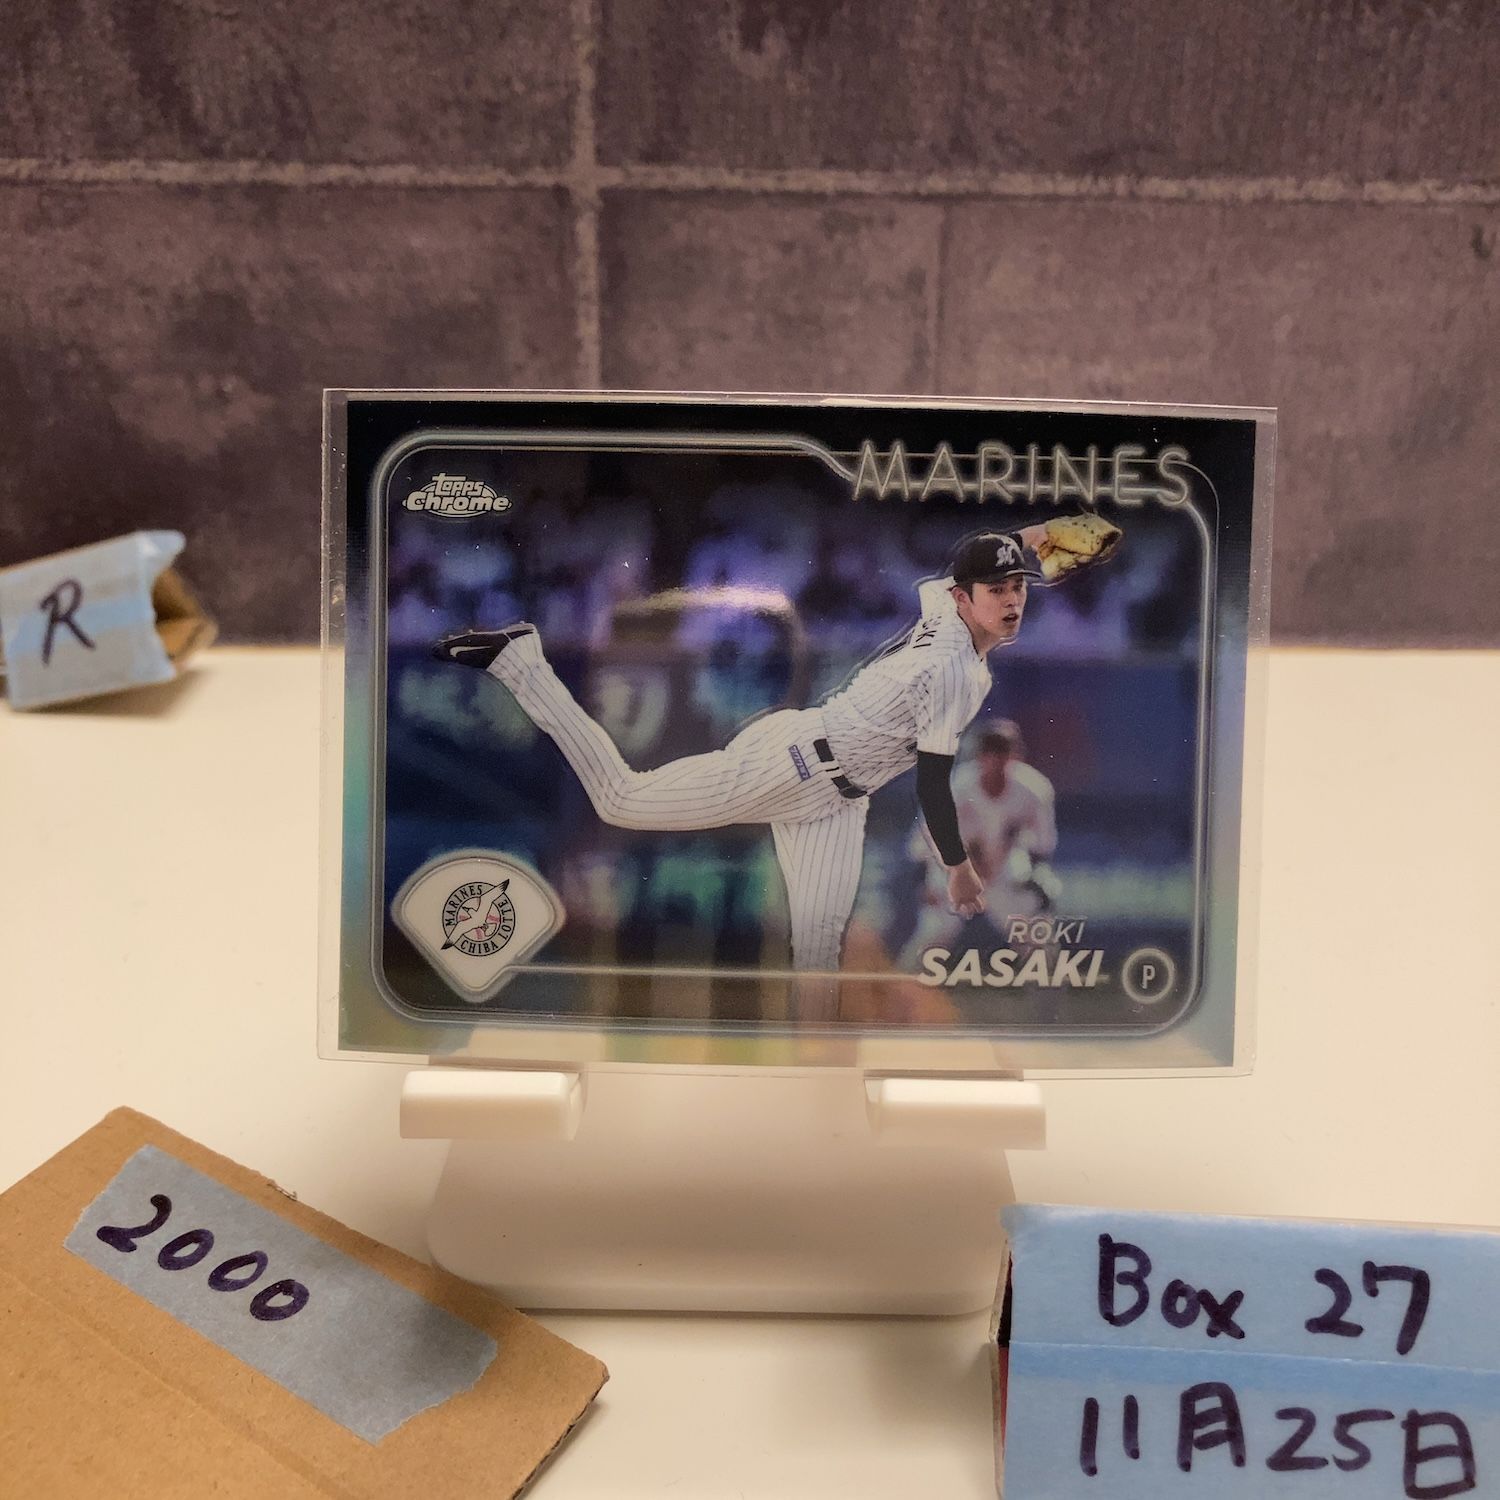 MARINES
Topps
Chrome
R
MARINES
CHIBA LOTTE
ROKI
SASAKI
P
2000
Box 27
11月25日